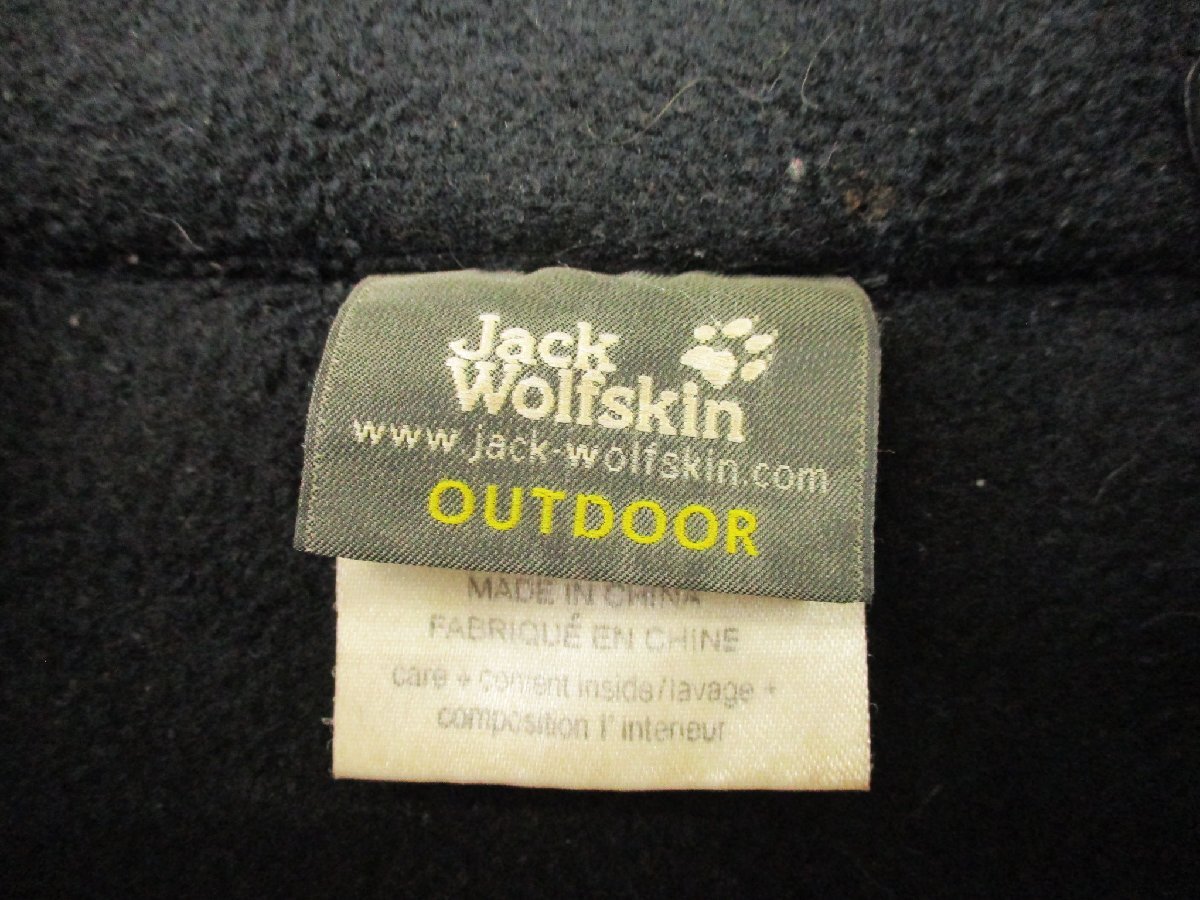 Jack
Wolfskin
www.jack-wolfskin.com
OUTDOOR
MADE IN CHINA
FABRIQUÉ EN CHINE
care + content inside/lavage +
composition l' interieur